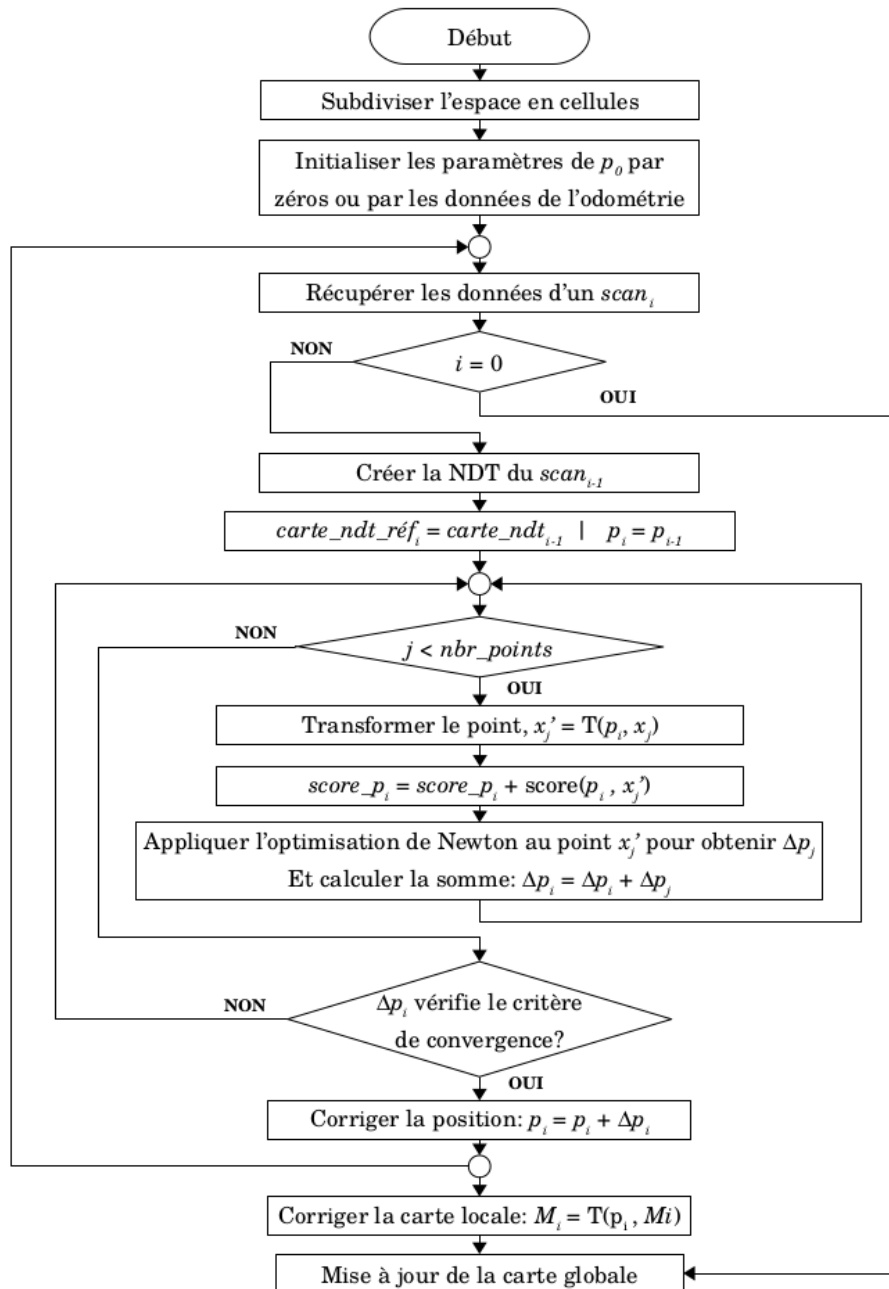 Début
Subdiviser l'espace en cellules
Initialiser les paramètres de p₀ par
zéros ou par les données de l'odométrie
Récupérer les données d'un scanᵢ
NON
i = 0
OUI
Créer la NDT du scanᵢ₋₁
carte_ndt_réfᵢ = carte_ndtᵢ₋₁ | pᵢ = pᵢ₋₁
NON
j < nbr_points
OUI
Transformer le point, xⱼ’ = T(pᵢ, xⱼ)
score_pᵢ = score_pᵢ + score(pᵢ , xⱼ’)
Appliquer l’optimisation de Newton au point xⱼ’ pour obtenir Δpⱼ
Et calculer la somme: Δpᵢ = Δpᵢ + Δpⱼ
NON
Δpᵢ vérifie le critère
de convergence?
OUI
Corriger la position: pᵢ = pᵢ + Δpᵢ
Corriger la carte locale: Mᵢ = T(pᵢ , Mi)
Mise à jour de la carte globale